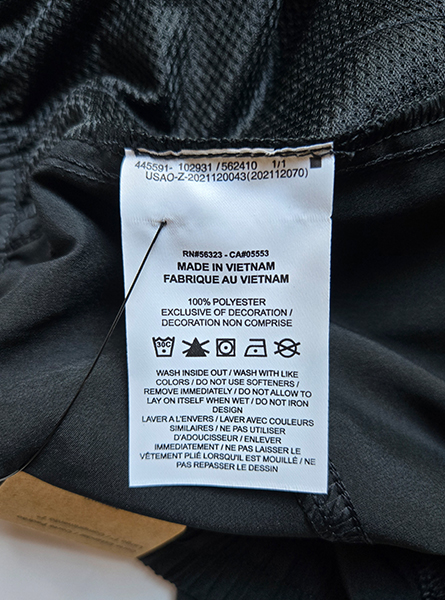 445591- 102931 /562410 1/1
USAO-Z-2021120043(202112070)
RN#56323 - CA#05553
MADE IN VIETNAM
FABRIQUE AU VIETNAM
100% POLYESTER
EXCLUSIVE OF DECORATION /
DECORATION NON COMPRISE
30C
WASH INSIDE OUT / WASH WITH LIKE
COLORS / DO NOT USE SOFTENERS /
REMOVE IMMEDIATELY / DO NOT ALLOW TO
LAY ON ITSELF WHEN WET / DO NOT IRON
DESIGN
LAVER A L'ENVERS / LAVER AVEC COULEURS
SIMILAIRES / NE PAS UTILISER
D'ADOUCISSEUR / ENLEVER
IMMEDIATEMENT / NE PAS LAISSER LE
VÊTEMENT PLIÉ LORSQU'IL EST MOUILLÉ / NE
PAS REPASSER LE DESSIN